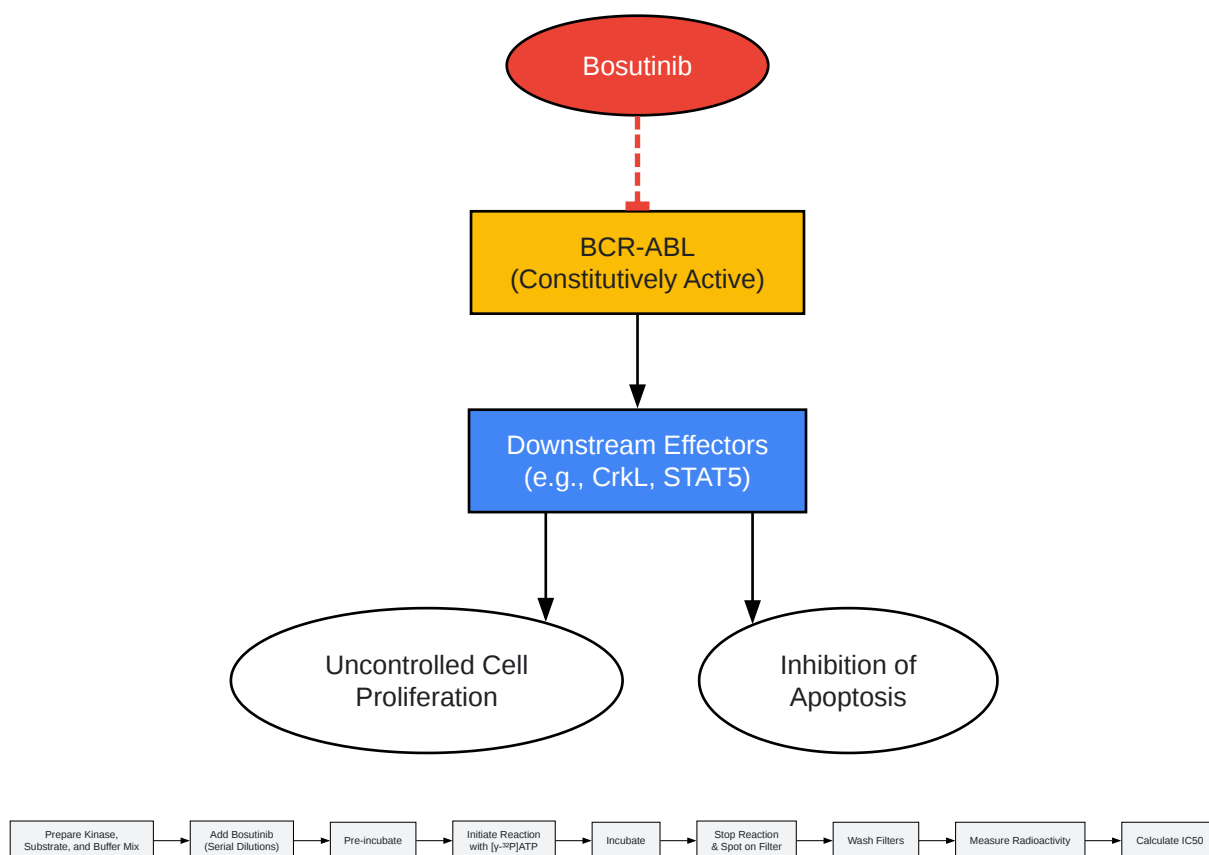 Bosutinib
BCR-ABL
(Constitutively Active)
Downstream Effectors
(e.g., CrkL, STAT5)
Uncontrolled Cell
Proliferation
Inhibition of
Apoptosis
Prepare Kinase,
Substrate, and Buffer Mix
Add Bosutinib
(Serial Dilutions)
Pre-incubate
Initiate Reaction
with [γ-³²P]ATP
Incubate
Stop Reaction
& Spot on Filter
Wash Filters
Measure Radioactivity
Calculate IC50